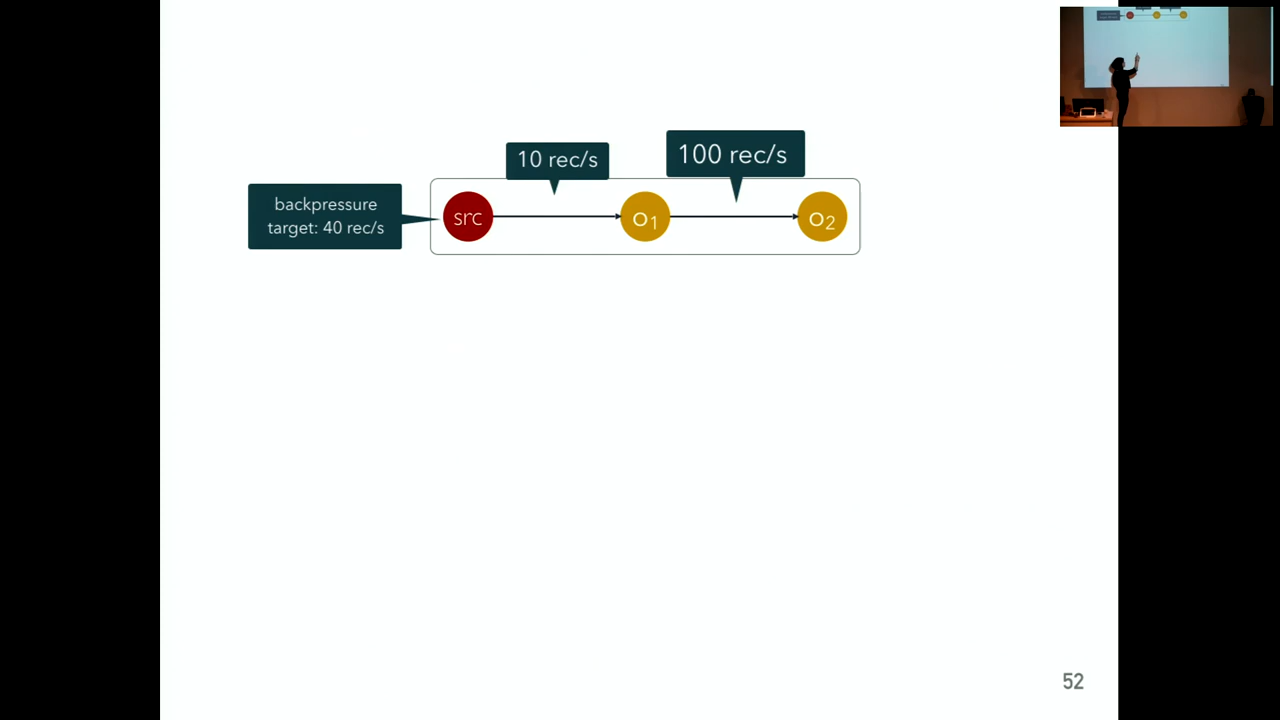 10 rec/s
100 rec/s
backpressure
target: 40 rec/s
src
o1
o2
52